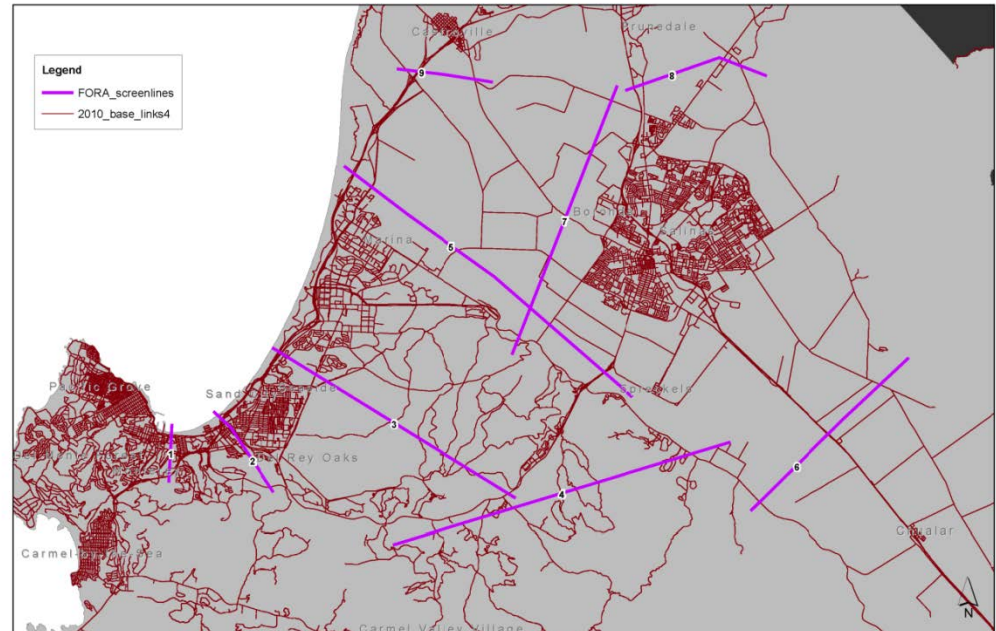 Legend
FORA_screenlines
2010_base_links4
Castroville
Prunedale
9
8
7
Boronda
Salinas
Marina
5
Pacific Grove
Sand City
Seaside
Spreckels
3
1
2
Del Rey Oaks
4
6
Chualar
Carmel-by-the-Sea
Carmel Valley Village
N